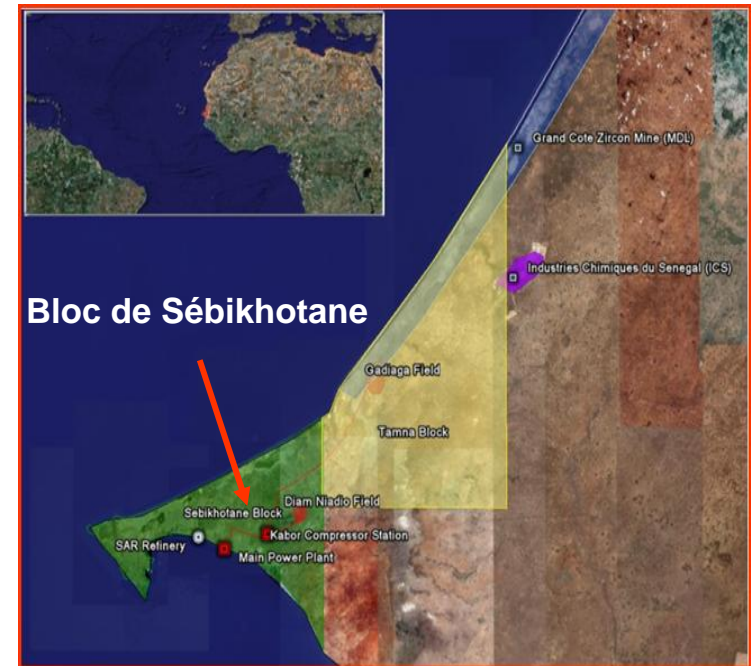 Grand Cote Zircon Mine (MDL)
Industries Chimiques du Senegal (ICS)
Bloc de Sébikhotane
Gadiaga Field
Tamna Block
Diam Niadio Field
Sebikhotane Block
Kabor Compressor Station
SAR Refinery
Main Power Plant